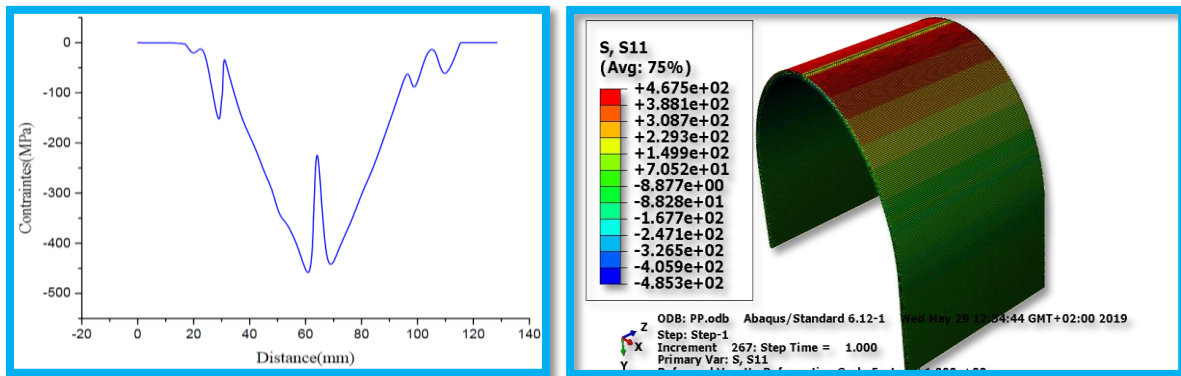 0
-100
-200
-300
-400
-500
Contraintes(MPa)
-20
0
20
40
60
80
100
120
140
Distance(mm)
S, S11
(Avg: 75%)
+4.675e+02
+3.881e+02
+3.087e+02
+2.293e+02
+1.499e+02
+7.052e+01
-8.877e+00
-8.828e+01
-1.677e+02
-2.471e+02
-3.265e+02
-4.059e+02
-4.853e+02
ODB: PP.odb Abaqus/Standard 6.12-1 Wed May 29 12:54:44 GMT+02:00 2019
Z
X
Y
Step: Step-1
Increment 267: Step Time = 1.000
Primary Var: S, S11